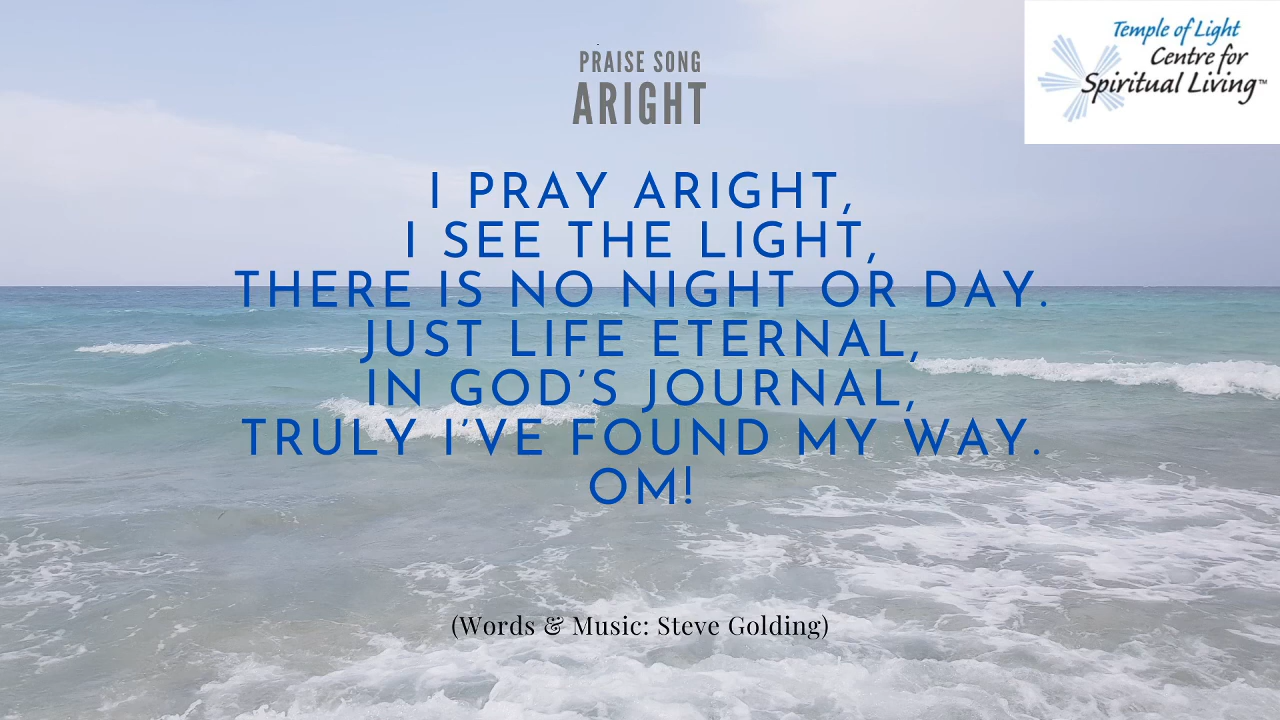 PRAISE SONG
ARIGHT
Temple of Light
Centre for
Spiritual Living™
I PRAY ARIGHT,
I SEE THE LIGHT,
THERE IS NO NIGHT OR DAY.
JUST LIFE ETERNAL,
IN GOD'S JOURNAL,
TRULY I'VE FOUND MY WAY.
OM!
(Words & Music: Steve Golding)